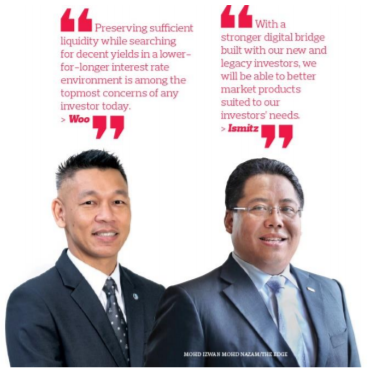 Preserving sufficient
liquidity while searching
for decent yields in a lower-
for-longer interest rate
environment is among the
topmost concerns of any
investor today.
> Woo
With a
stronger digital bridge
built with our new and
legacy investors, we
will be able to better
market products
suited to our
investors' needs.
> Ismitz
MOHD IZWAN MOHD NAZAM/THE EDGE